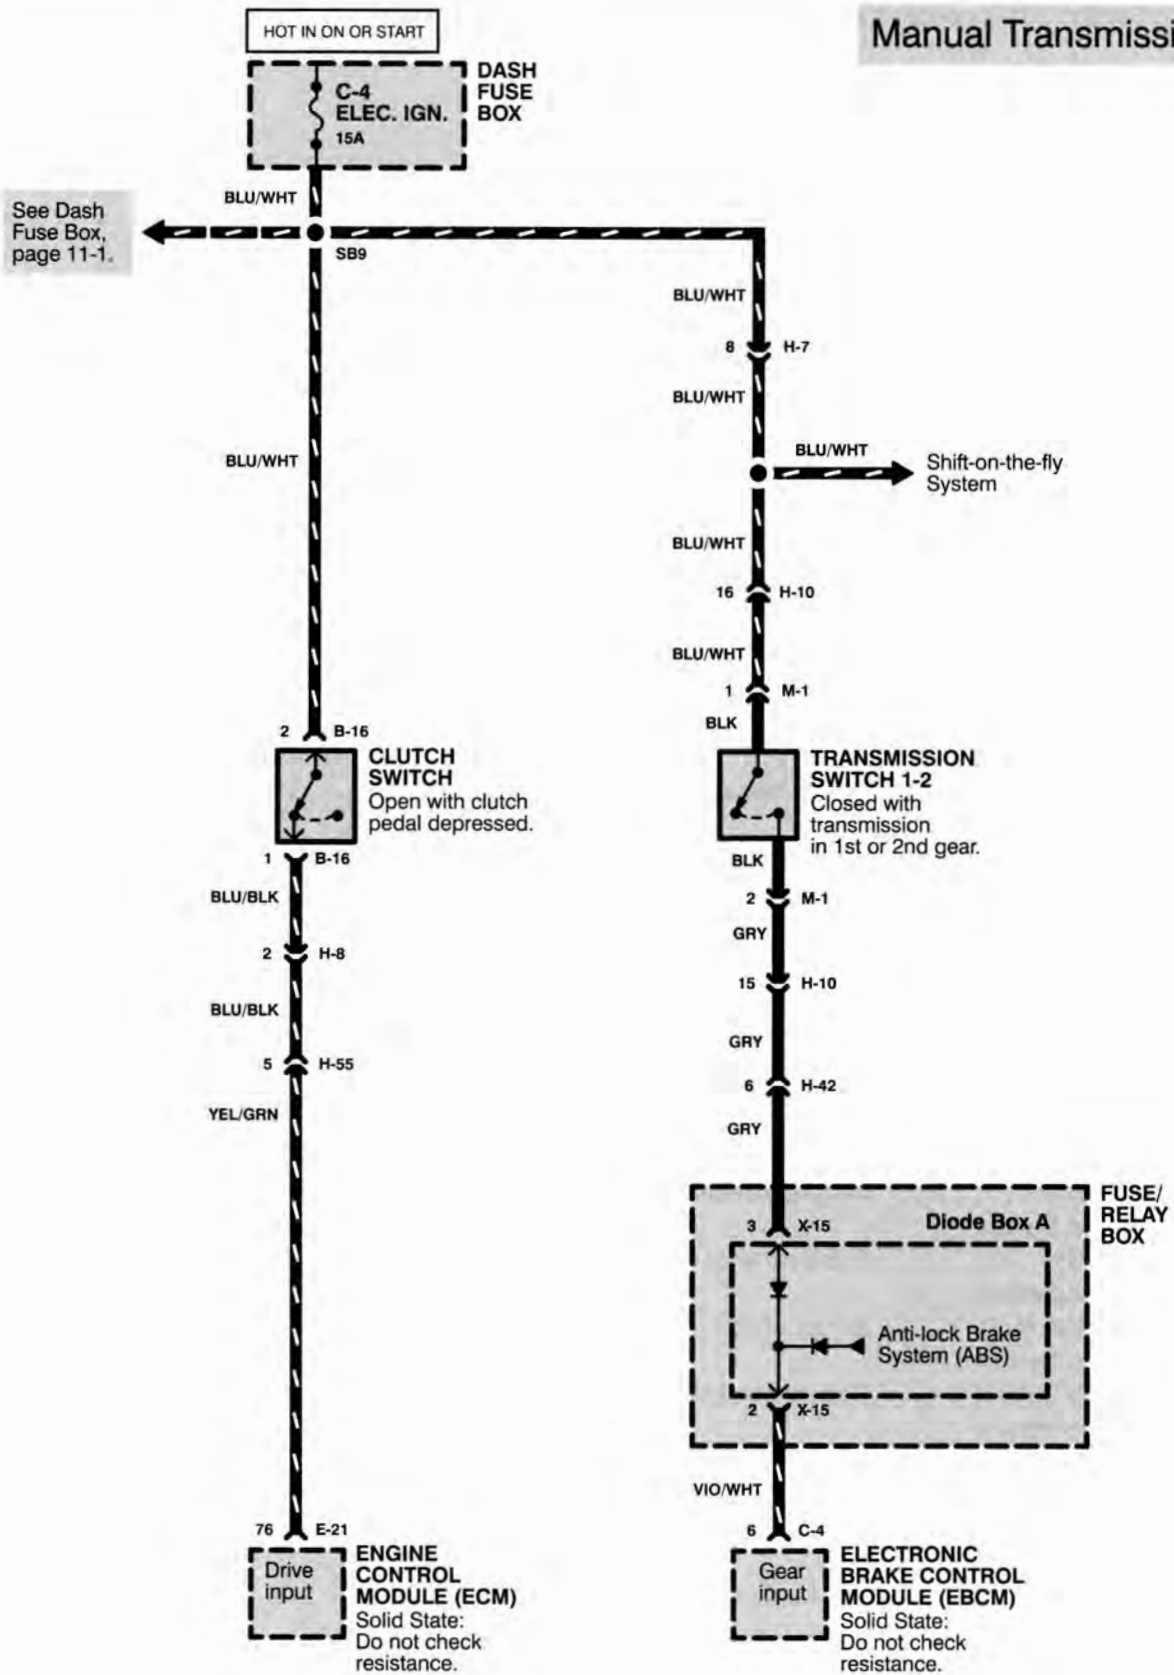 HOT IN ON OR START
Manual Transmissi
DASH
FUSE
BOX
C-4
ELEC. IGN.
15A
BLU/WHT
See Dash
Fuse Box,
page 11-1.
SB9
BLU/WHT
8 H-7
BLU/WHT
BLU/WHT
BLU/WHT
Shift-on-the-fly
System
BLU/WHT
16 H-10
BLU/WHT
1 M-1
BLK
2 B-16
CLUTCH
SWITCH
Open with clutch
pedal depressed.
TRANSMISSION
SWITCH 1-2
Closed with
transmission
in 1st or 2nd gear.
1 B-16
BLK
BLU/BLK
2 M-1
GRY
2 H-8
15 H-10
BLU/BLK
GRY
5 H-55
6 H-42
YEL/GRN
GRY
FUSE/
RELAY
BOX
3 X-15
Diode Box A
Anti-lock Brake
System (ABS)
2 X-15
VIO/WHT
76 E-21
6 C-4
Drive
input
ENGINE
CONTROL
MODULE (ECM)
Solid State:
Do not check
resistance.
Gear
input
ELECTRONIC
BRAKE CONTROL
MODULE (EBCM)
Solid State:
Do not check
resistance.